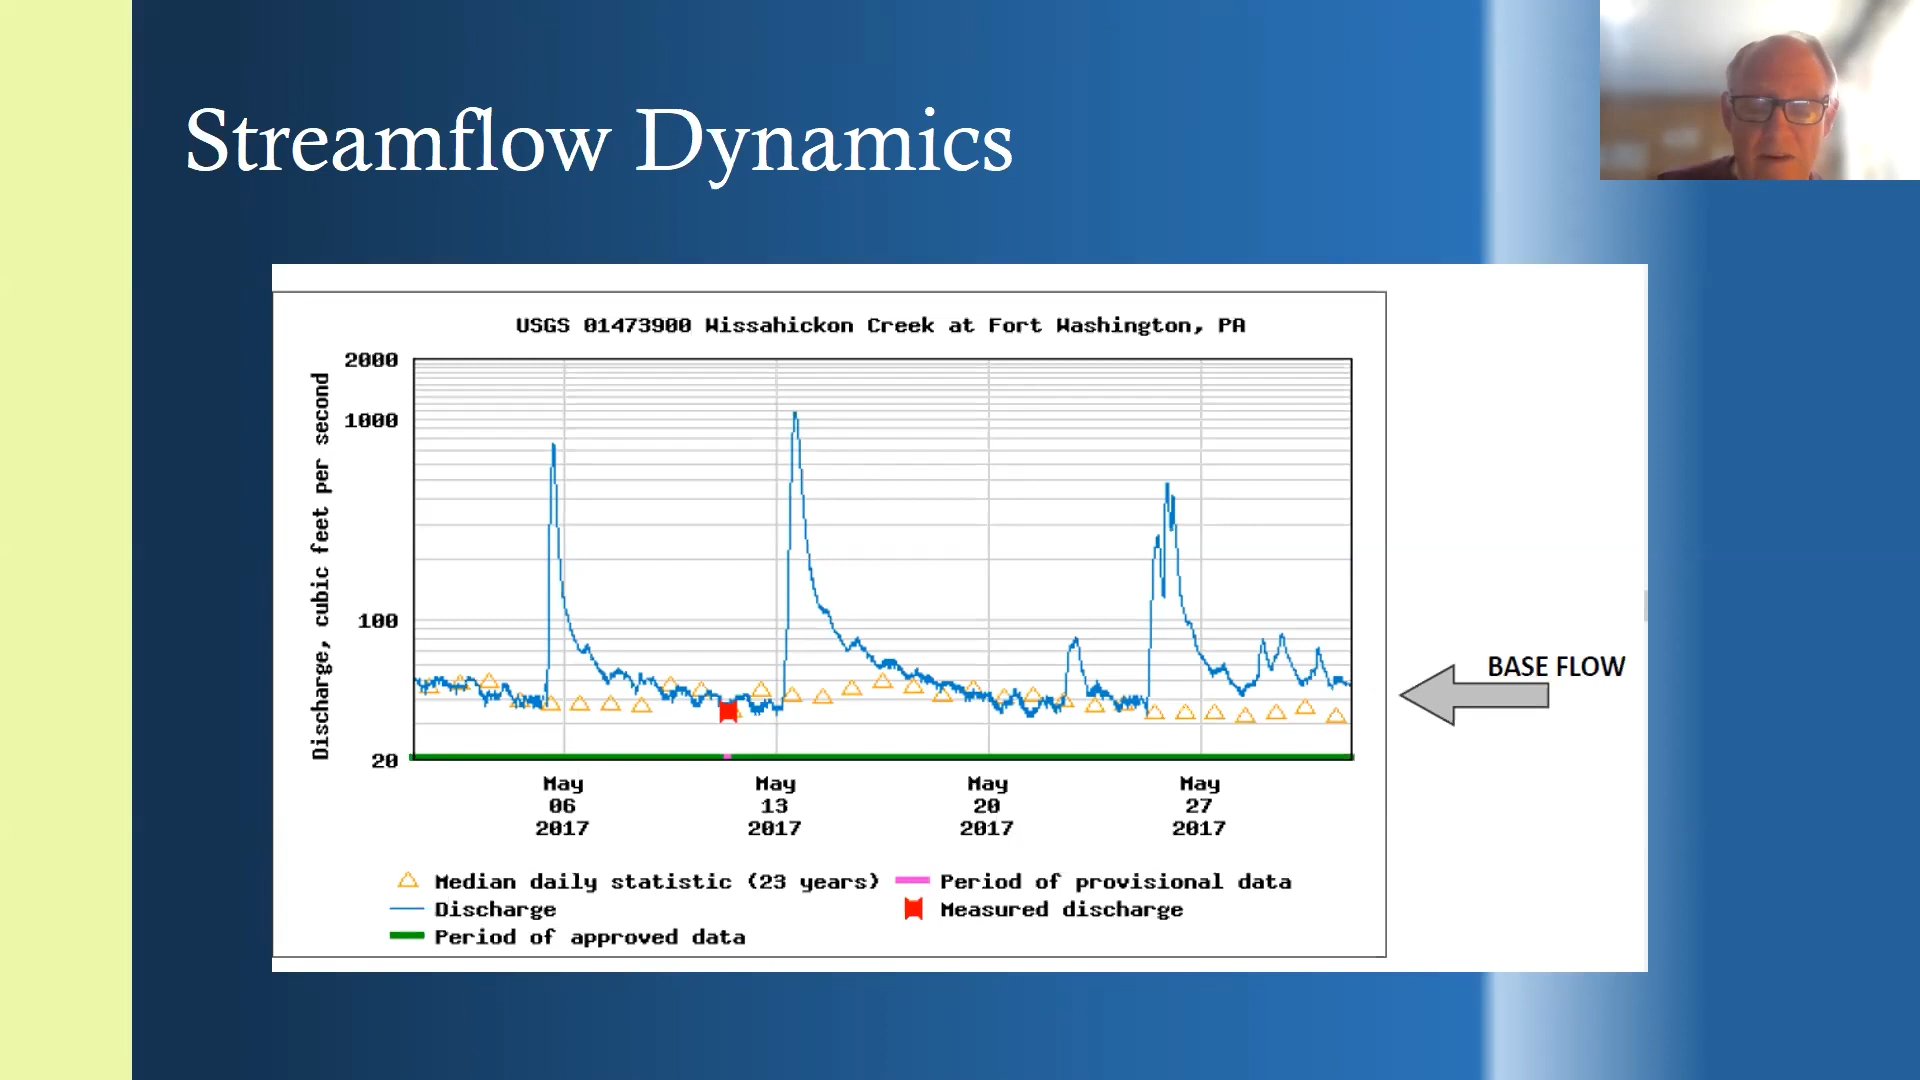 Streamflow Dynamics
USGS 01473900 Wissahickon Creek at Fort Washington, PA
Discharge, cubic feet per second
2000
1000
100
20
May May May May
06 13 20 27
2017 2017 2017 2017
BASE FLOW
Median daily statistic (23 years) Period of provisional data
Discharge Measured discharge
Period of approved data